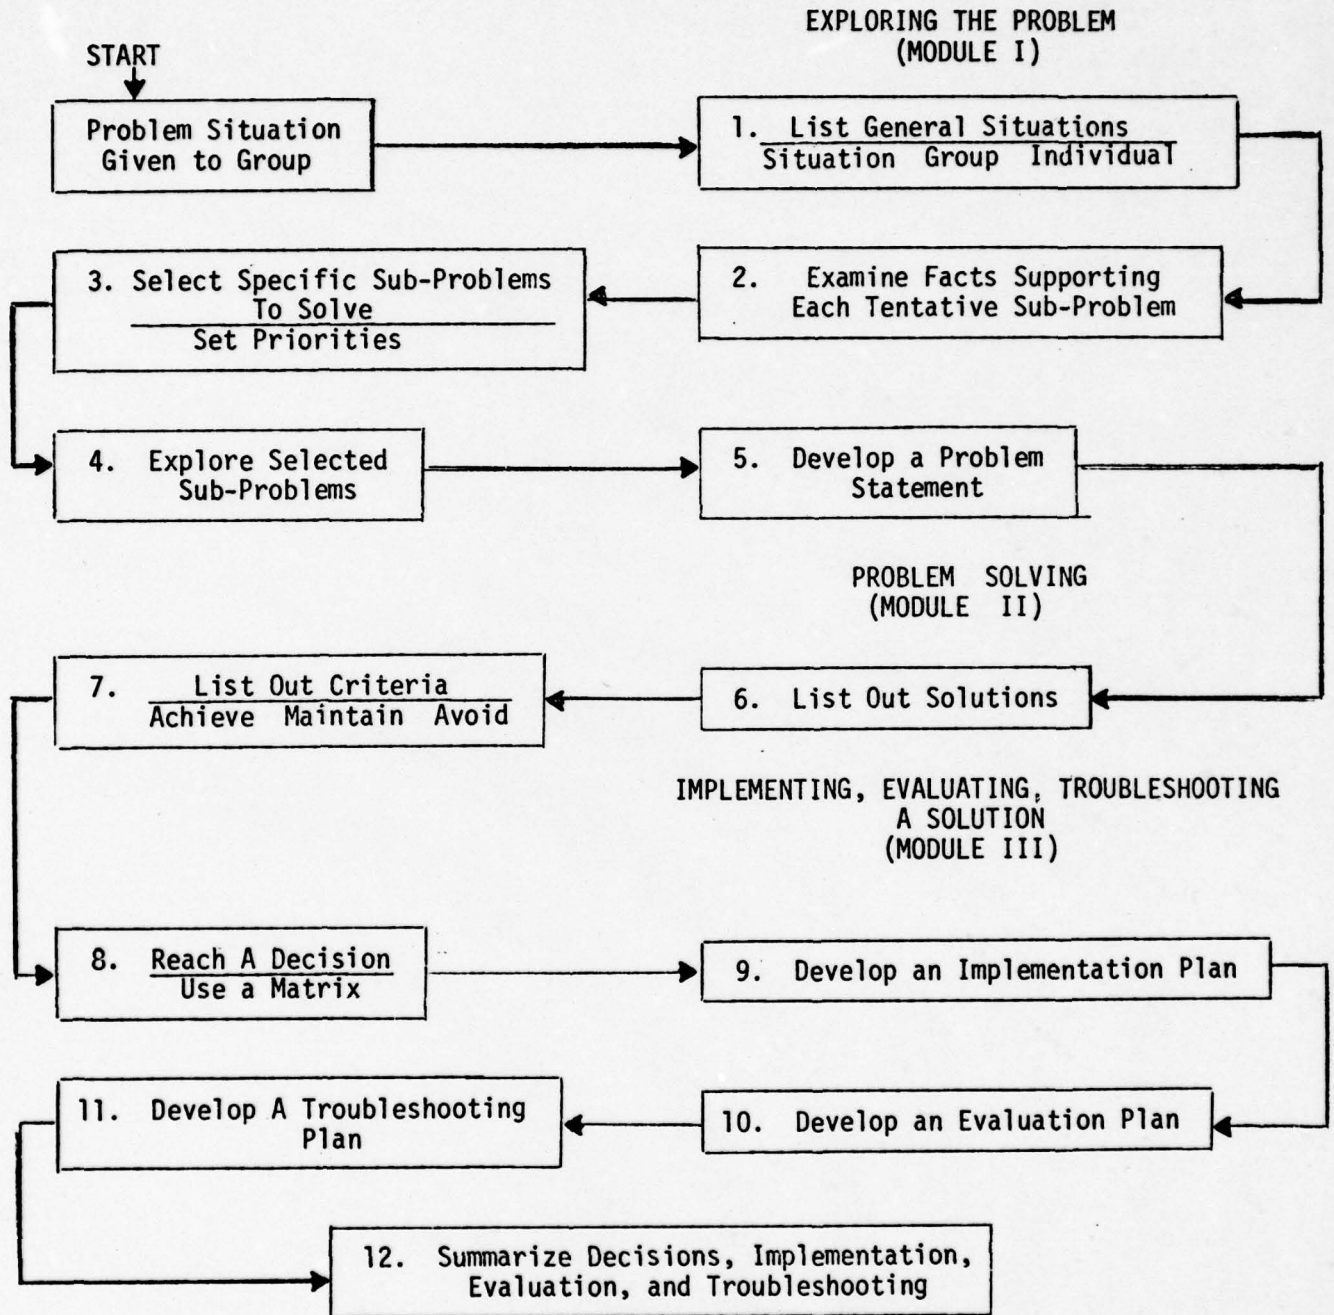 EXPLORING THE PROBLEM
(MODULE I)
START
Problem Situation
Given to Group
1. List General Situations
Situation Group Individual
2. Examine Facts Supporting
Each Tentative Sub-Problem
3. Select Specific Sub-Problems
To Solve
Set Priorities
4. Explore Selected
Sub-Problems
5. Develop a Problem
Statement
PROBLEM SOLVING
(MODULE II)
6. List Out Solutions
7. List Out Criteria
Achieve Maintain Avoid
IMPLEMENTING, EVALUATING, TROUBLESHOOTING
A SOLUTION
(MODULE III)
8. Reach A Decision
Use a Matrix
9. Develop an Implementation Plan
10. Develop an Evaluation Plan
11. Develop A Troubleshooting
Plan
12. Summarize Decisions, Implementation,
Evaluation, and Troubleshooting